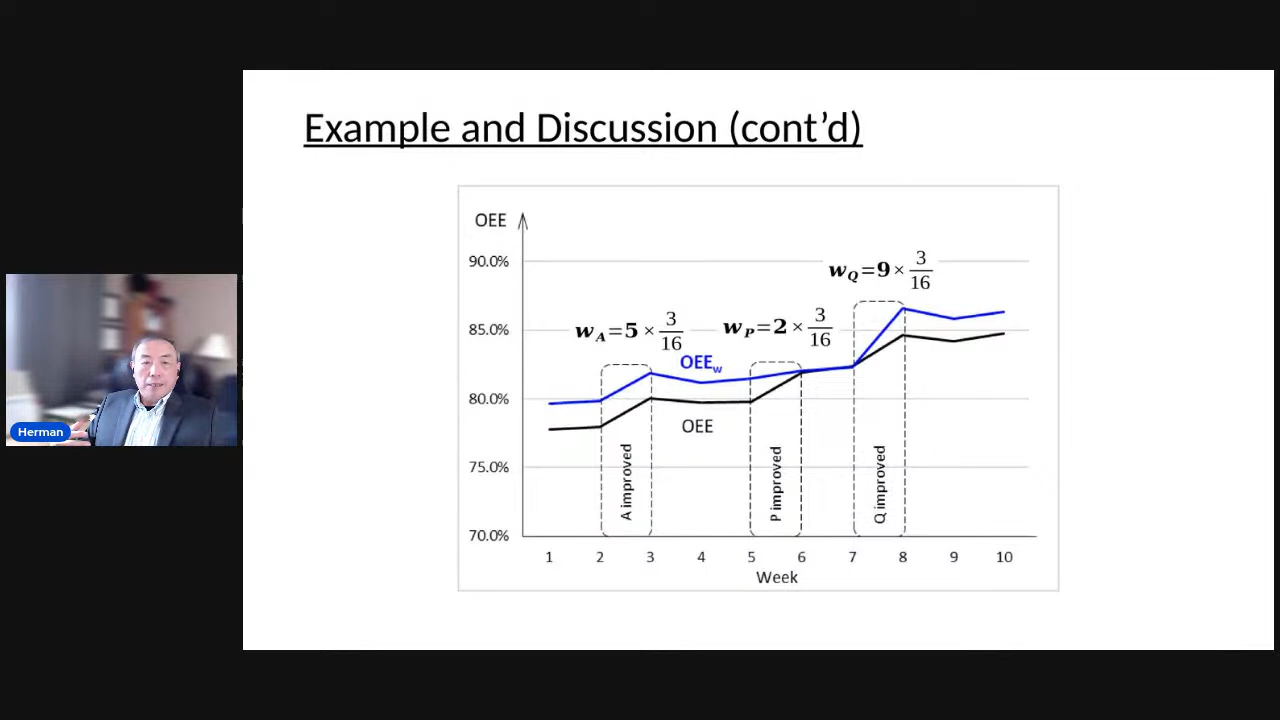 Example and Discussion (cont’d)
OEE
90.0%
85.0%
80.0%
75.0%
70.0%
w_A=5×3/16
w_P=2×3/16
w_Q=9×3/16
OEE_w
OEE
A improved
P improved
Q improved
1 2 3 4 5 6 7 8 9 10
Week
Herman